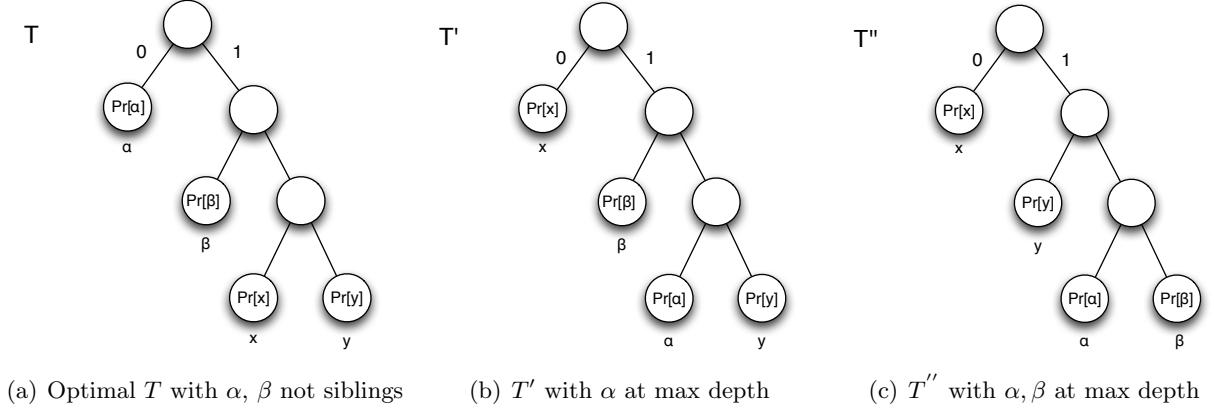 T
T'
T"
0 1
0 1
0 1
Pr[α]
α
Pr[x]
x
Pr[x]
x
Pr[β]
β
Pr[β]
β
Pr[y]
y
Pr[x]
x
Pr[y]
y
Pr[α]
α
Pr[y]
y
Pr[α]
α
Pr[β]
β
(a) Optimal T with α, β not siblings
(b) T′ with α at max depth
(c) T′′ with α, β at max depth